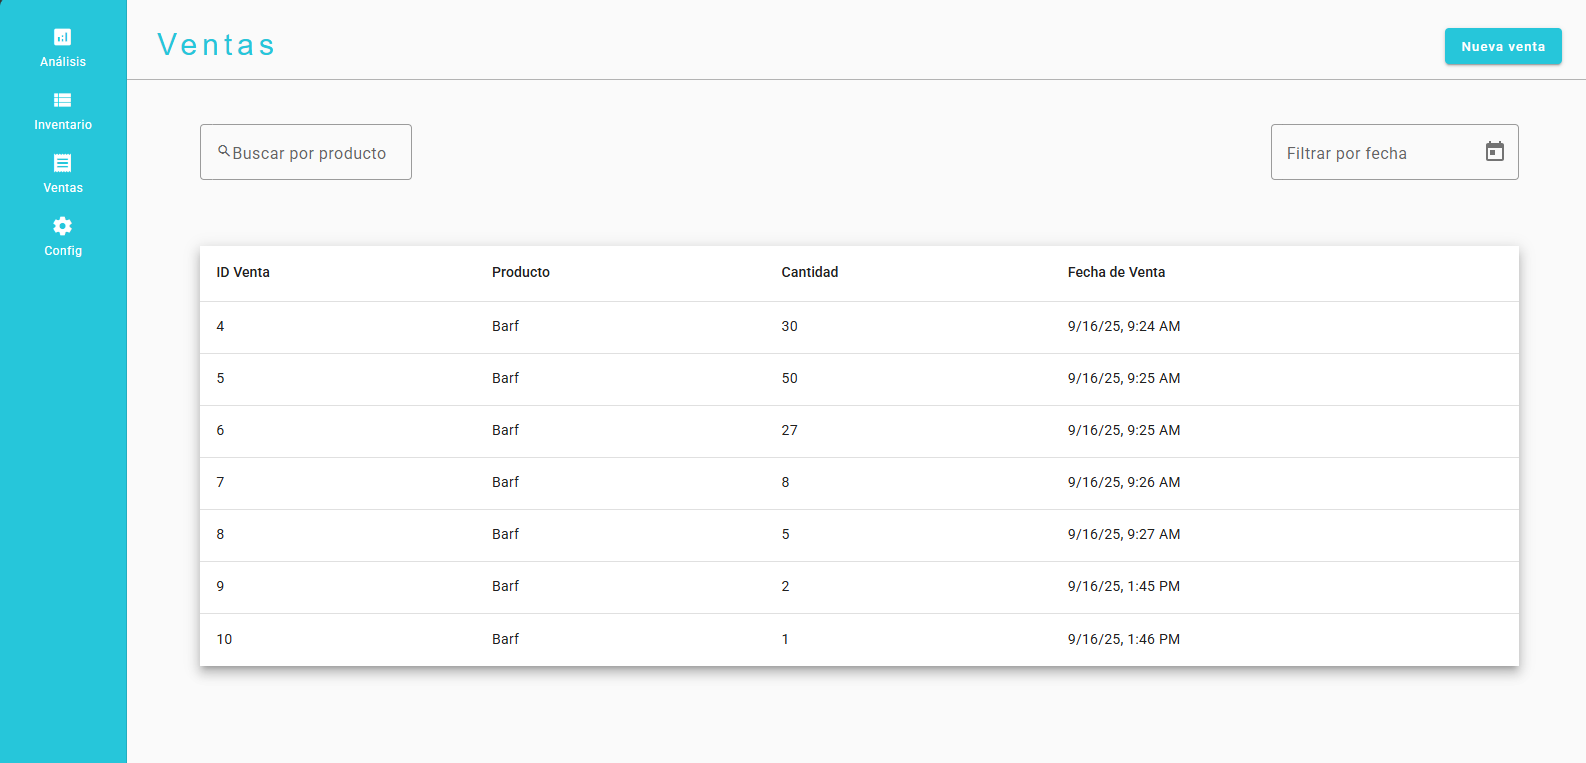 Análisis
Inventario
Ventas
Config
Ventas
Nueva venta
Buscar por producto
Filtrar por fecha
ID Venta Producto Cantidad Fecha de Venta
4 Barf 30 9/16/25, 9:24 AM
5 Barf 50 9/16/25, 9:25 AM
6 Barf 27 9/16/25, 9:25 AM
7 Barf 8 9/16/25, 9:26 AM
8 Barf 5 9/16/25, 9:27 AM
9 Barf 2 9/16/25, 1:45 PM
10 Barf 1 9/16/25, 1:46 PM